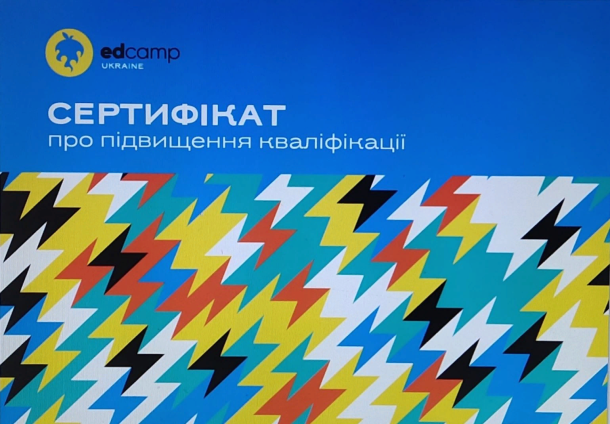 edcamp
UKRAINE
СЕРТИФІКАТ
про підвищення кваліфікації